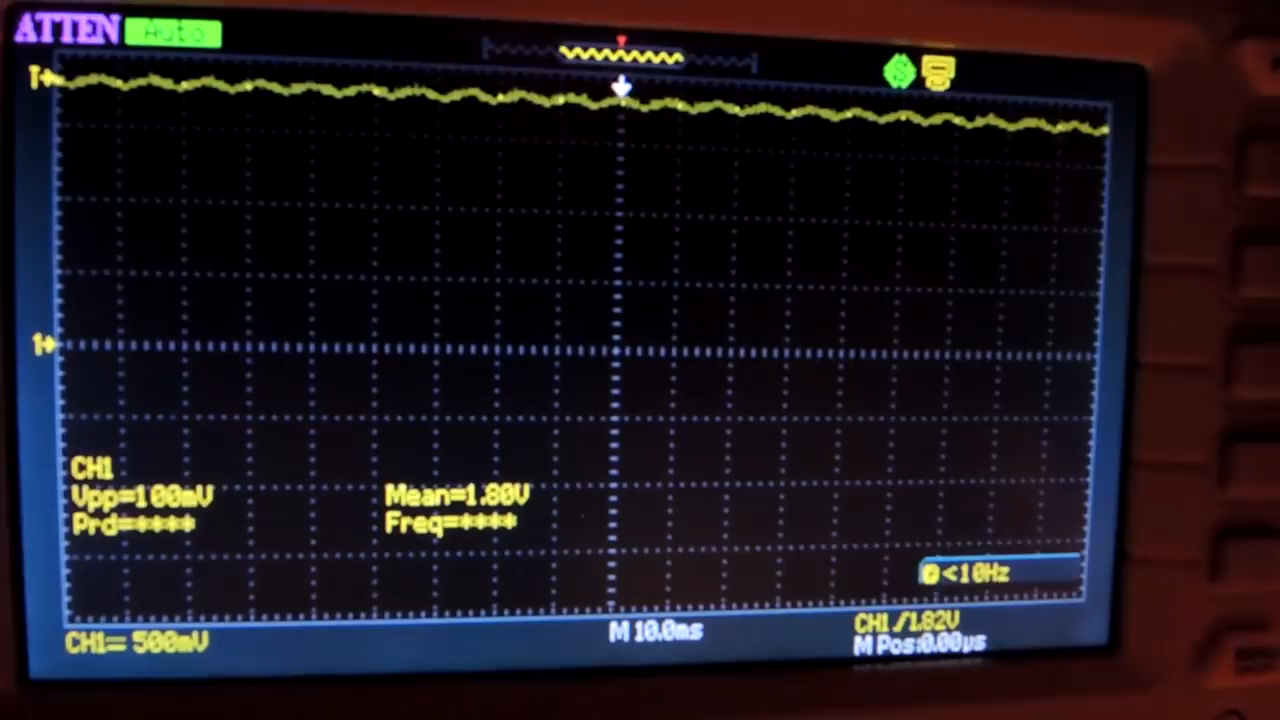 ATTEN Auto
T
1
CH1
Vpp=100mV Mean=1.80V
Prd=**** Freq=****
<10Hz
CH1= 500mV M 10.0ms CH1 /1.82V
M Pos:0.00μs